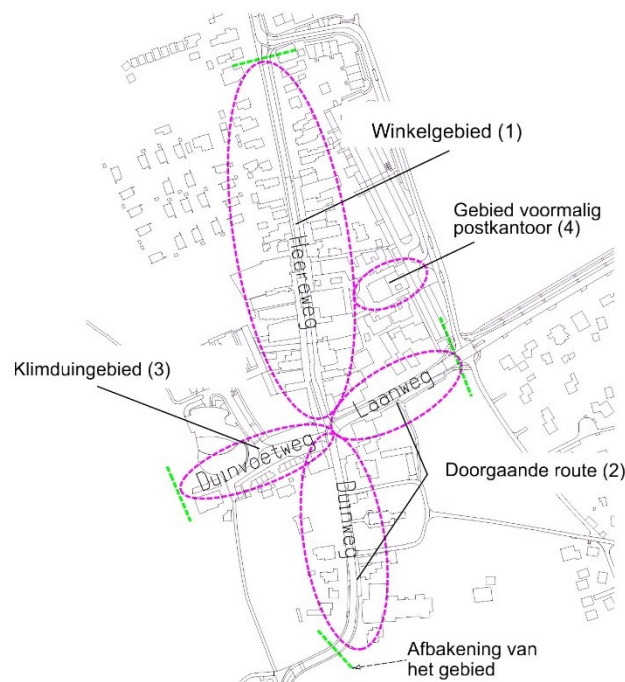 Winkelgebied (1)
Gebied voormalig
postkantoor (4)
Heereweg
Klimduingebied (3)
Laanweg
Duinvoetweg
Doorgaande route (2)
Duinweg
Afbakening van
het gebied